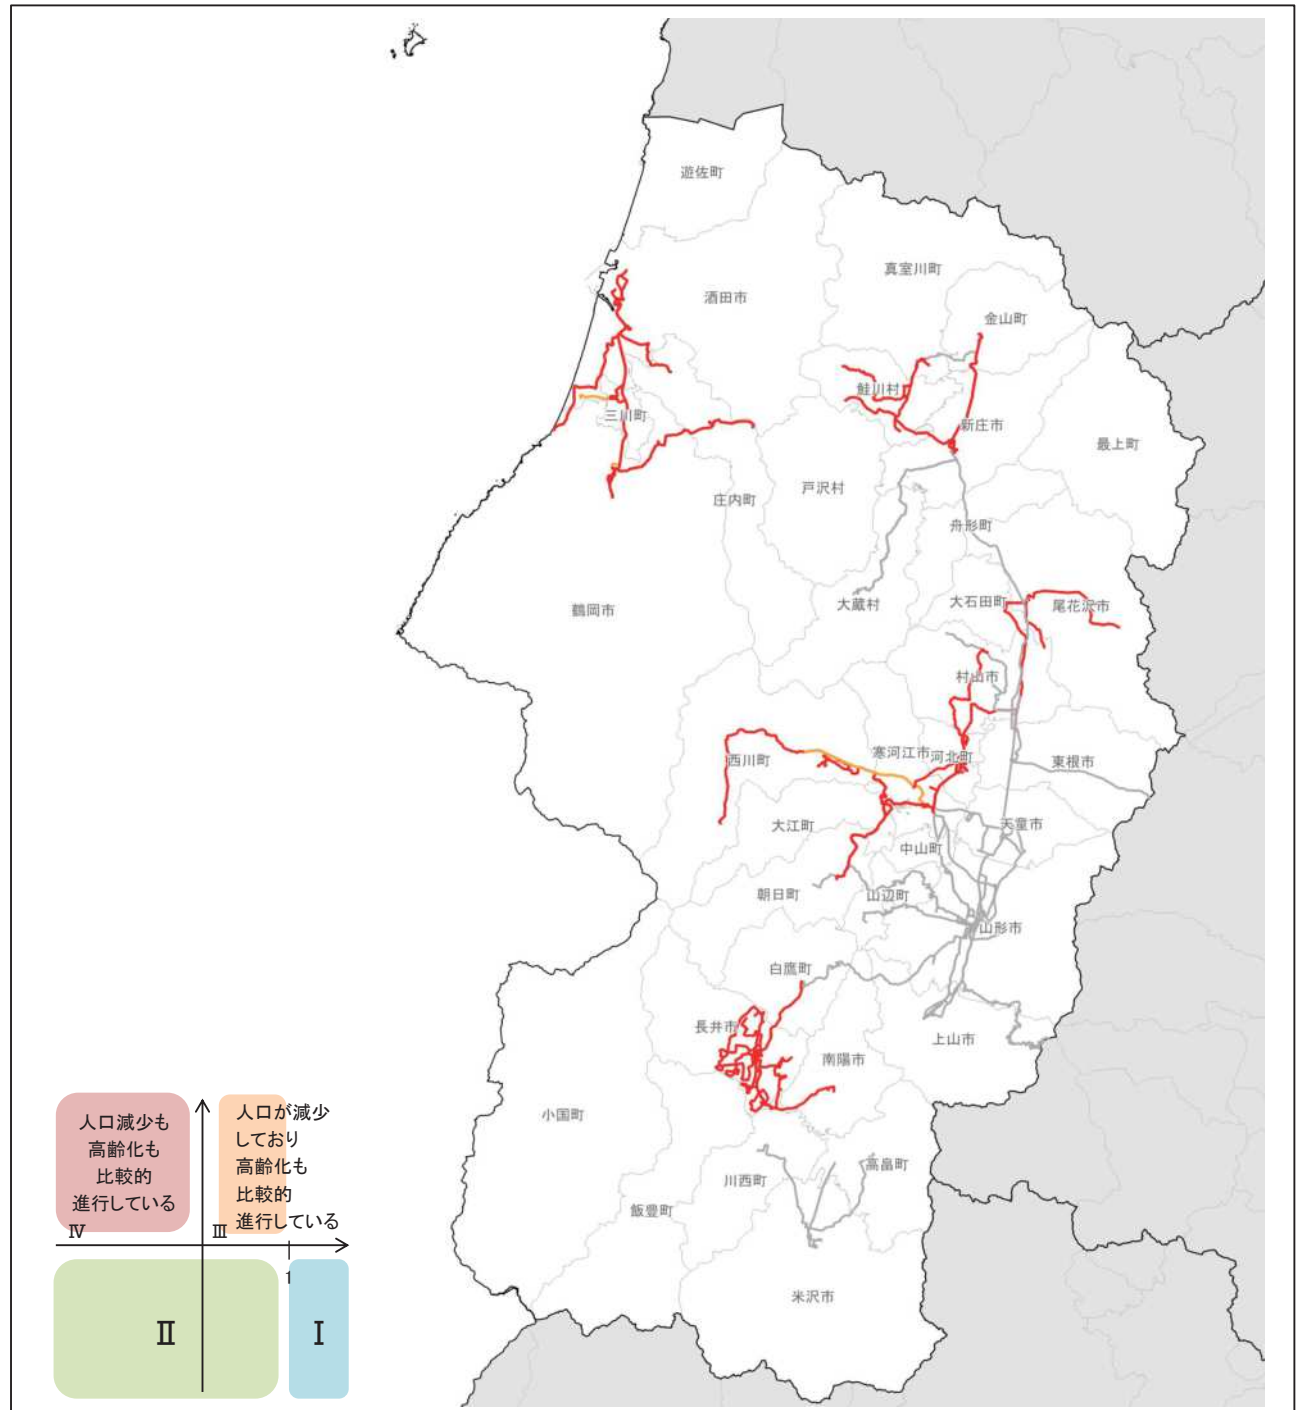 遊佐町
酒田市
真室川町
金山町
鮭川村
三川町
新庄市
最上町
戸沢村
庄内町
舟形町
鶴岡市
大蔵村
大石田町
尾花沢市
村山市
西川町
寒河江市
河北町
東根市
大江町
天童市
中山町
朝日町
山辺町
山形市
白鷹町
長井市
上山市
南陽市
小国町
川西町
高畠町
飯豊町
米沢市
人口減少も
高齢化も
比較的
進行している
Ⅳ
人口が減少
しており
高齢化も
比較的
進行している
Ⅲ
1
Ⅱ
Ⅰ